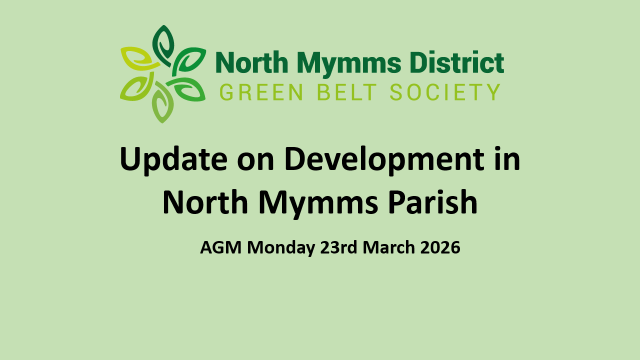 North Mymms District
GREEN BELT SOCIETY
Update on Development in
North Mymms Parish
AGM Monday 23rd March 2026